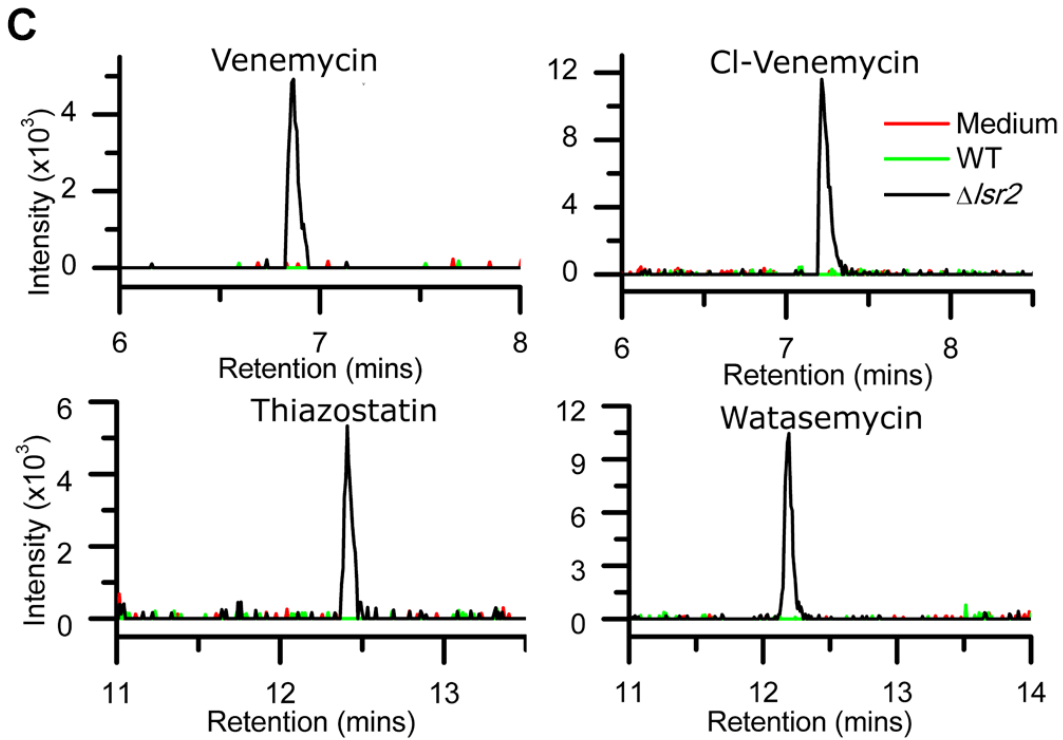 C
Venemycin
Intensity (x10³)
4
2
0
6 7 8
Retention (mins)
Cl-Venemycin
12
8
4
0
6 7 8
Retention (mins)
Medium
WT
Δlsr2
Thiazostatin
Intensity (x10³)
6
4
2
0
11 12 13
Retention (mins)
Watasemycin
12
9
6
3
0
11 12 13 14
Retention (mins)